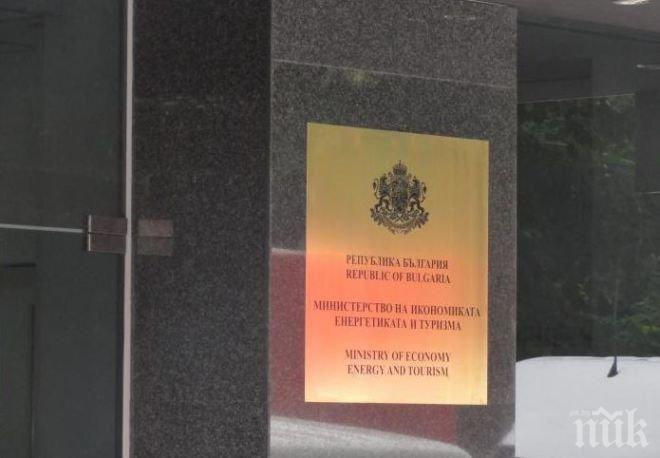 РЕПУБЛИКА БЪЛГАРИЯ
REPUBLIC OF BULGARIA
МИНИСТЕРСТВО НА ИКОНОМИКАТА
ЕНЕРГЕТИКАТА И ТУРИЗМА
MINISTRY OF ECONOMY
ENERGY AND TOURISM
пик